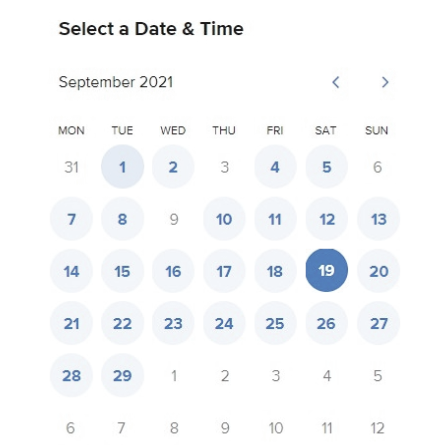 Select a Date & Time
September 2021
MON TUE WED THU FRI SAT SUN
31 1 2 3 4 5 6
7 8 9 10 11 12 13
14 15 16 17 18 19 20
21 22 23 24 25 26 27
28 29 1 2 3 4 5
6 7 8 9 10 11 12